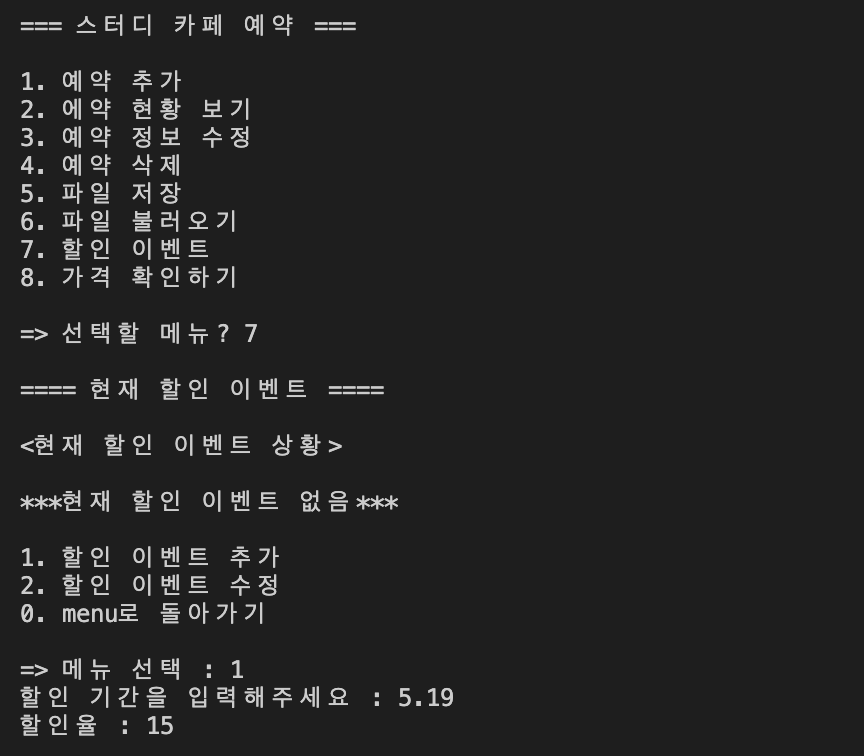 === 스터디 카페 예약 ===
1. 예약 추가
2. 에약 현황 보기
3. 예약 정보 수정
4. 예약 삭제
5. 파일 저장
6. 파일 불러오기
7. 할인 이벤트
8. 가격 확인하기
=> 선택할 메뉴? 7
==== 현재 할인 이벤트 ====
<현재 할인 이벤트 상황>
***현재 할인 이벤트 없음***
1. 할인 이벤트 추가
2. 할인 이벤트 수정
0. menu로 돌아가기
=> 메뉴 선택 : 1
할인 기간을 입력해주세요 : 5.19
할인율 : 15